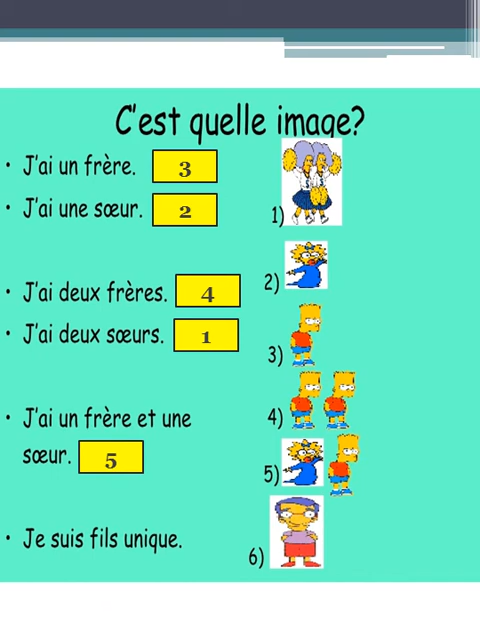 C'est quelle image?
• J'ai un frère. 3
• J'ai une sœur. 2
1)
2)
• J'ai deux frères. 4
• J'ai deux sœurs. 1
3)
• J'ai un frère et une
sœur. 5
4)
5)
• Je suis fils unique.
6)